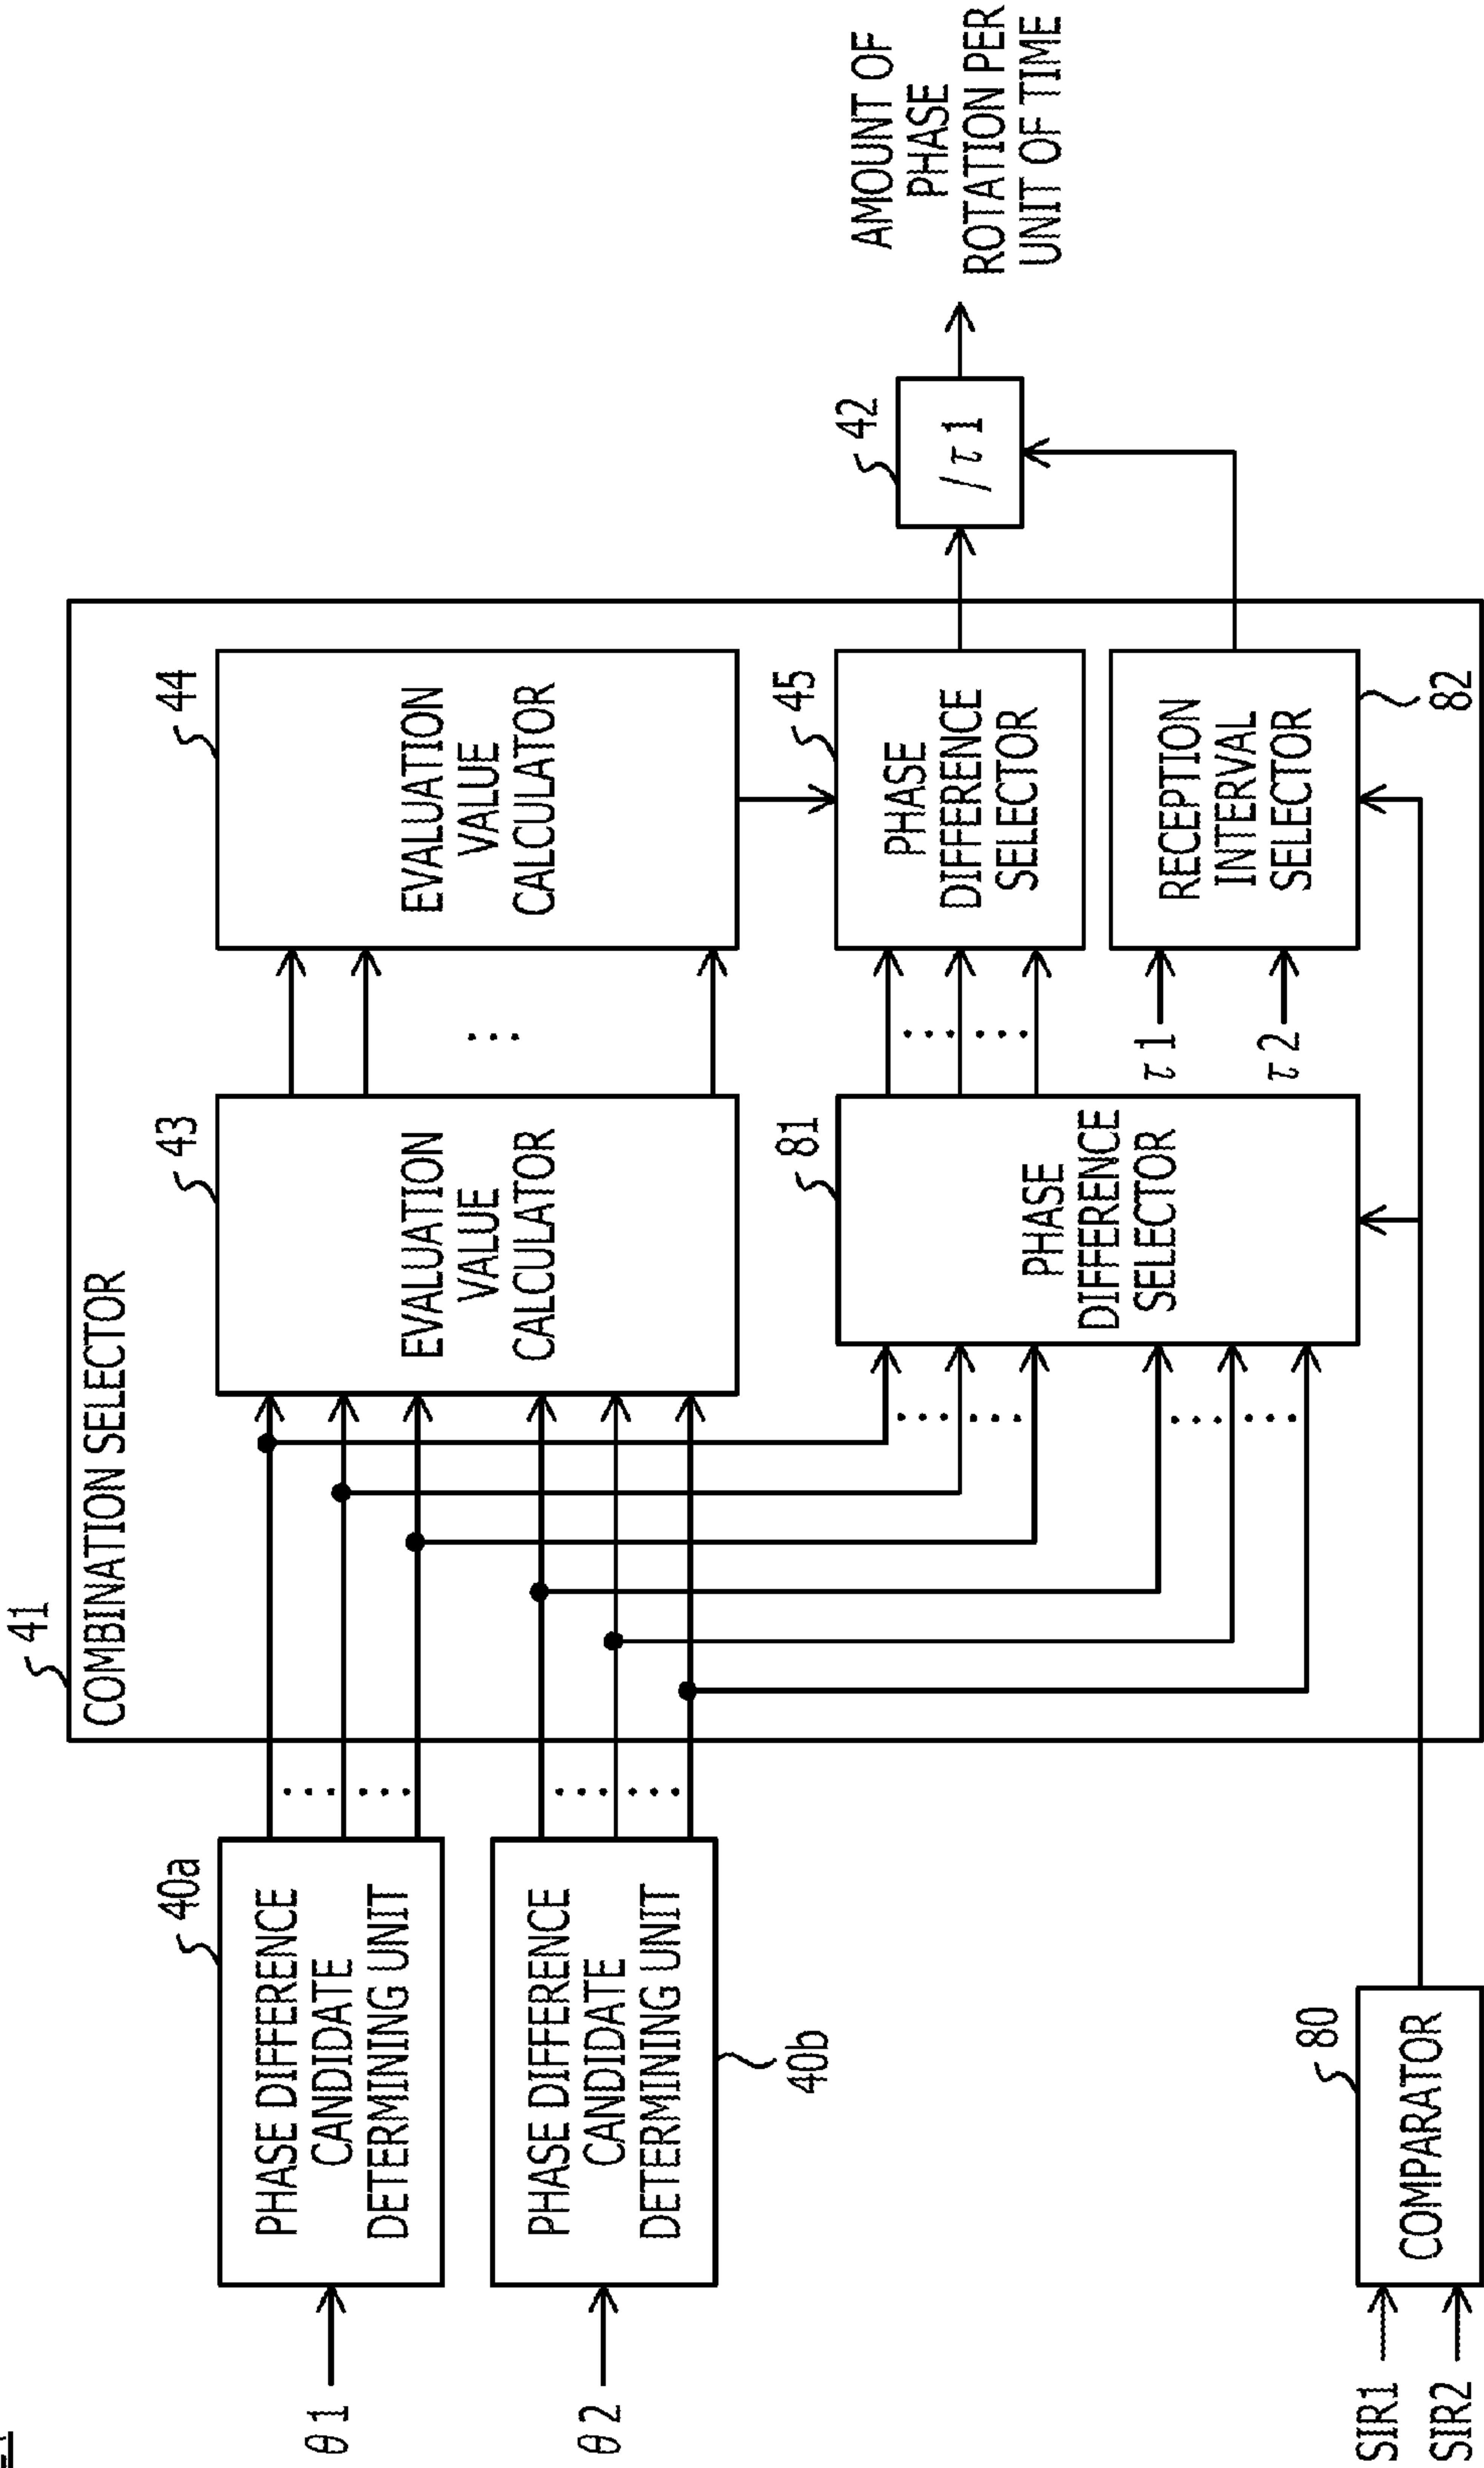 41
COMBINATION SELECTOR
θ1
40a
PHASE DIFFERENCE
CANDIDATE
DETERMINING UNIT
43
EVALUATION
VALUE
CALCULATOR
44
EVALUATION
VALUE
CALCULATOR
θ2
PHASE DIFFERENCE
CANDIDATE
DETERMINING UNIT
40b
81
PHASE
DIFFERENCE
SELECTOR
45
PHASE
DIFFERENCE
SELECTOR
42
/τ1
AMOUNT OF
PHASE
ROTATION PER
UNIT OF TIME
τ1
τ2
RECEPTION
INTERVAL
SELECTOR
82
SIR1
SIR2
80
COMPARATOR